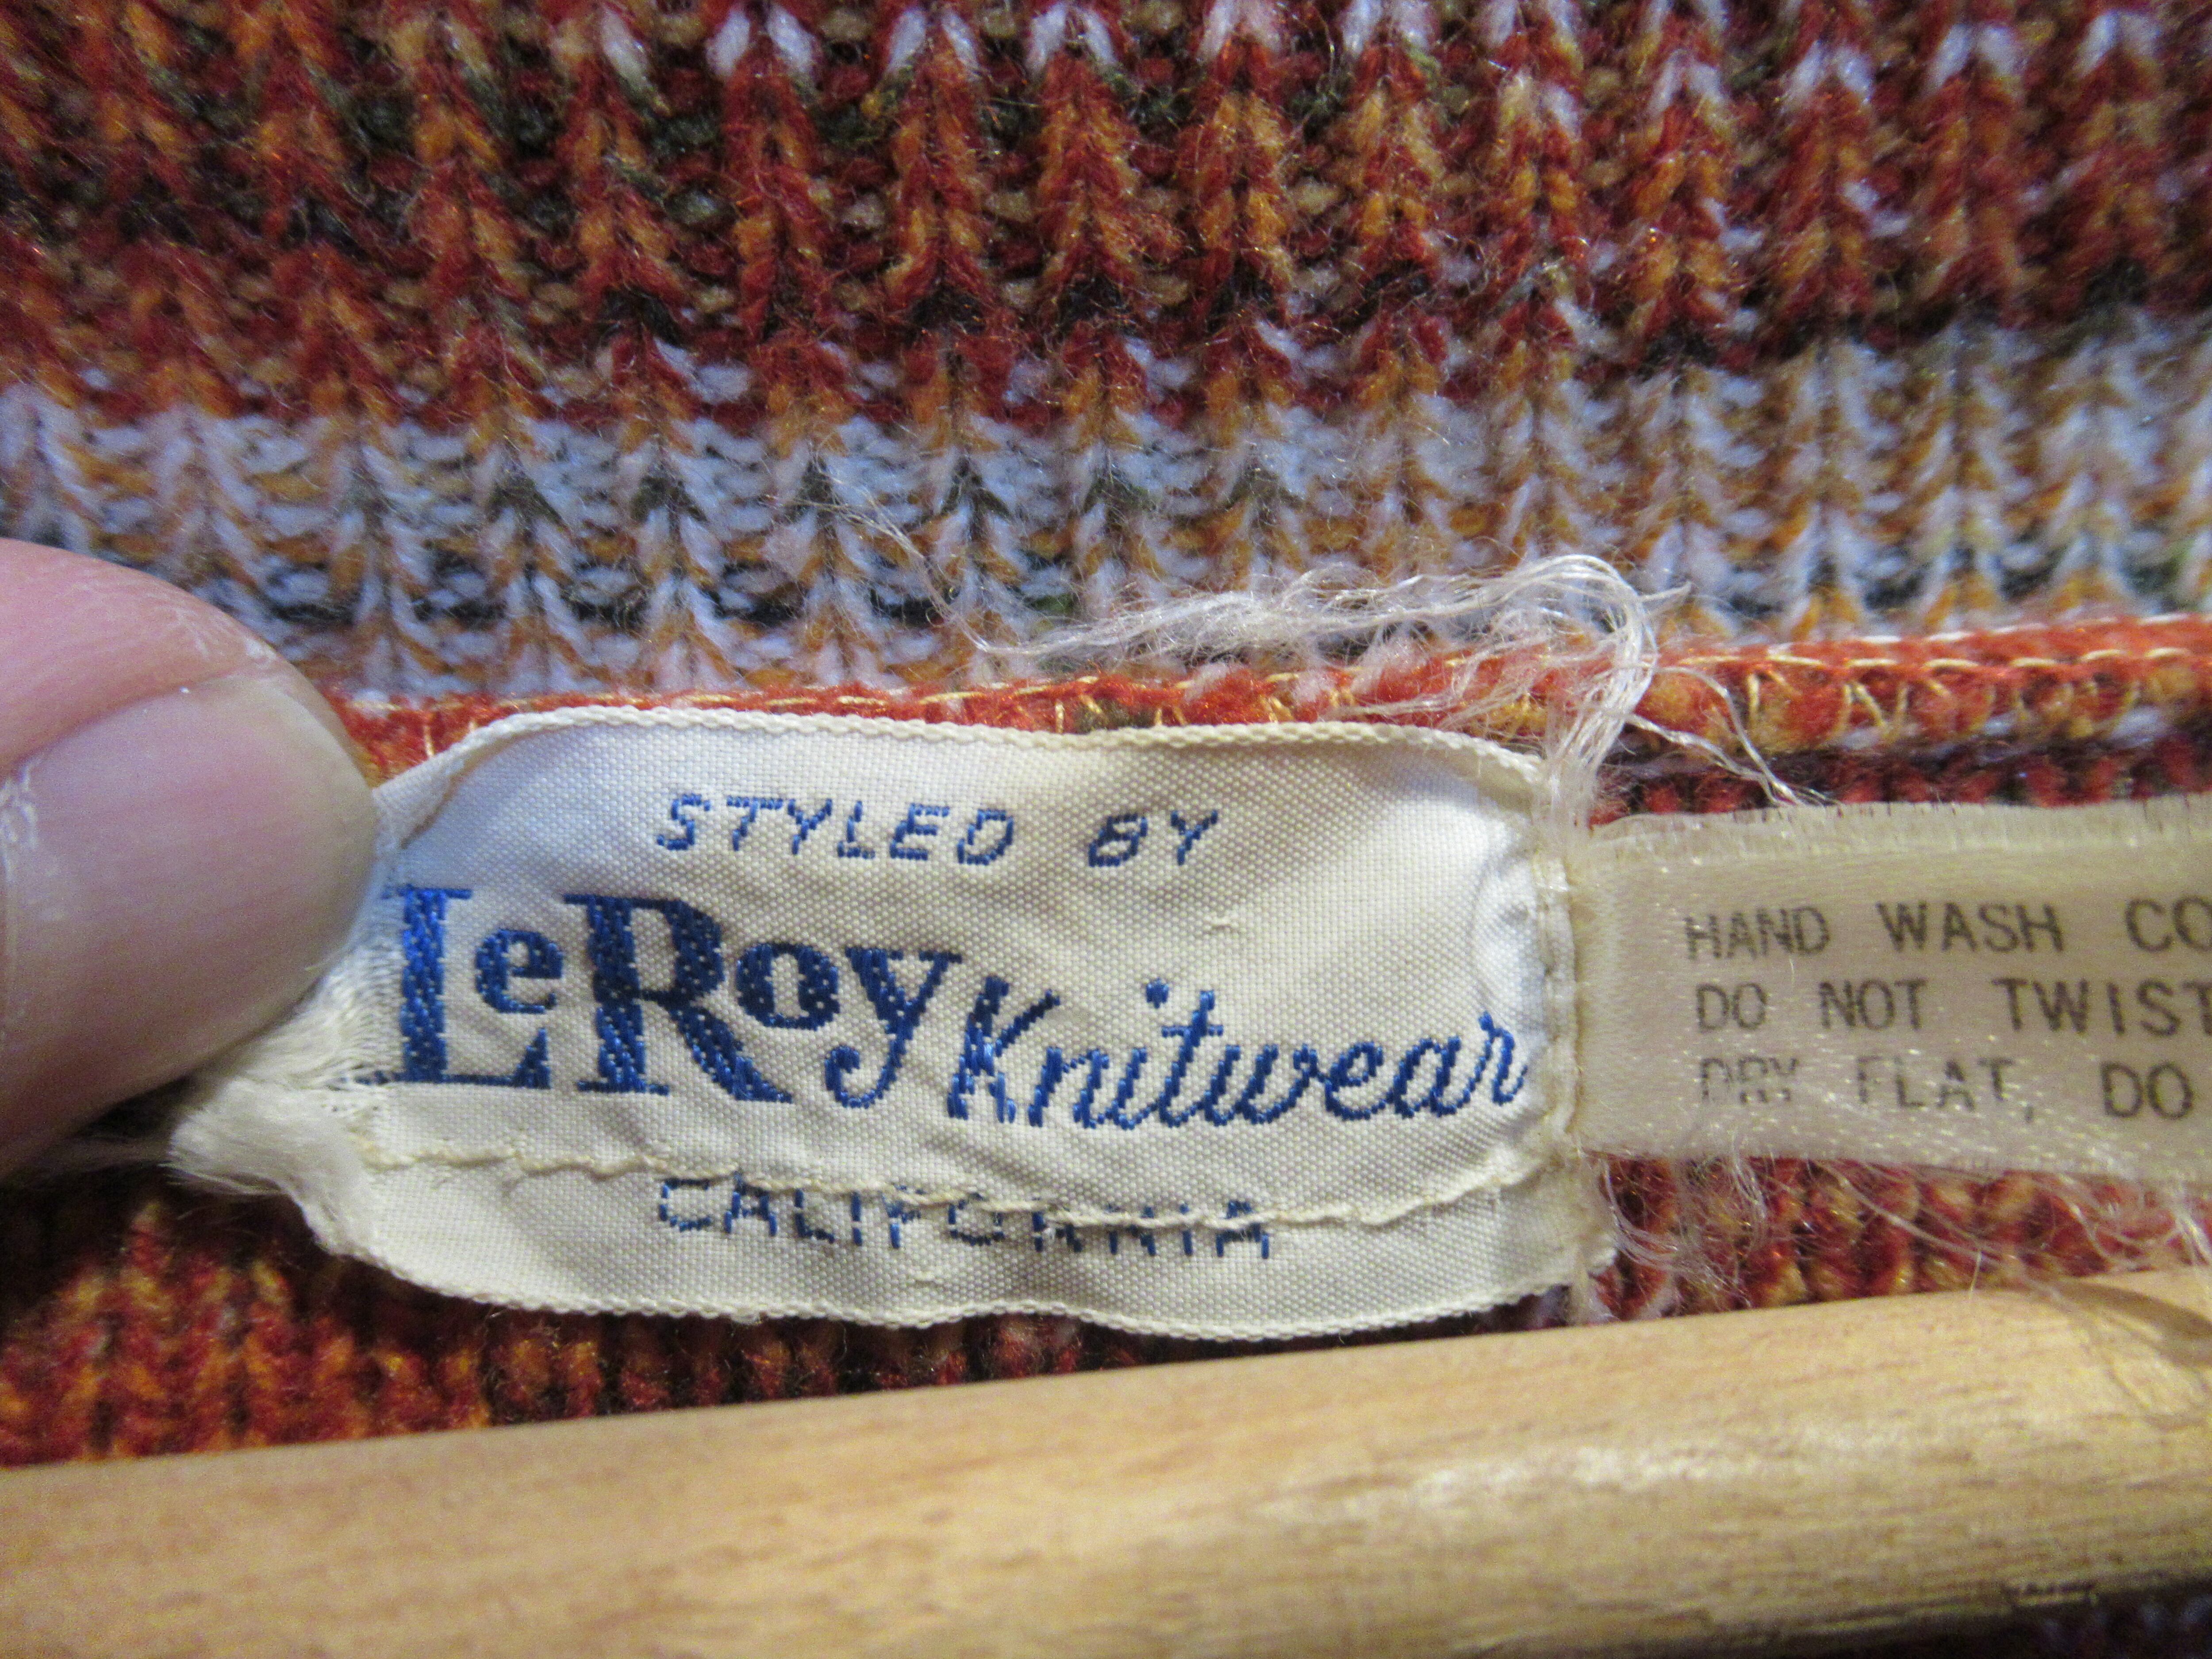 STYLED BY
LeRoy Knitwear
CALIFORNIA
HAND WASH
DO NOT TWIST
DRY FLAT, DO